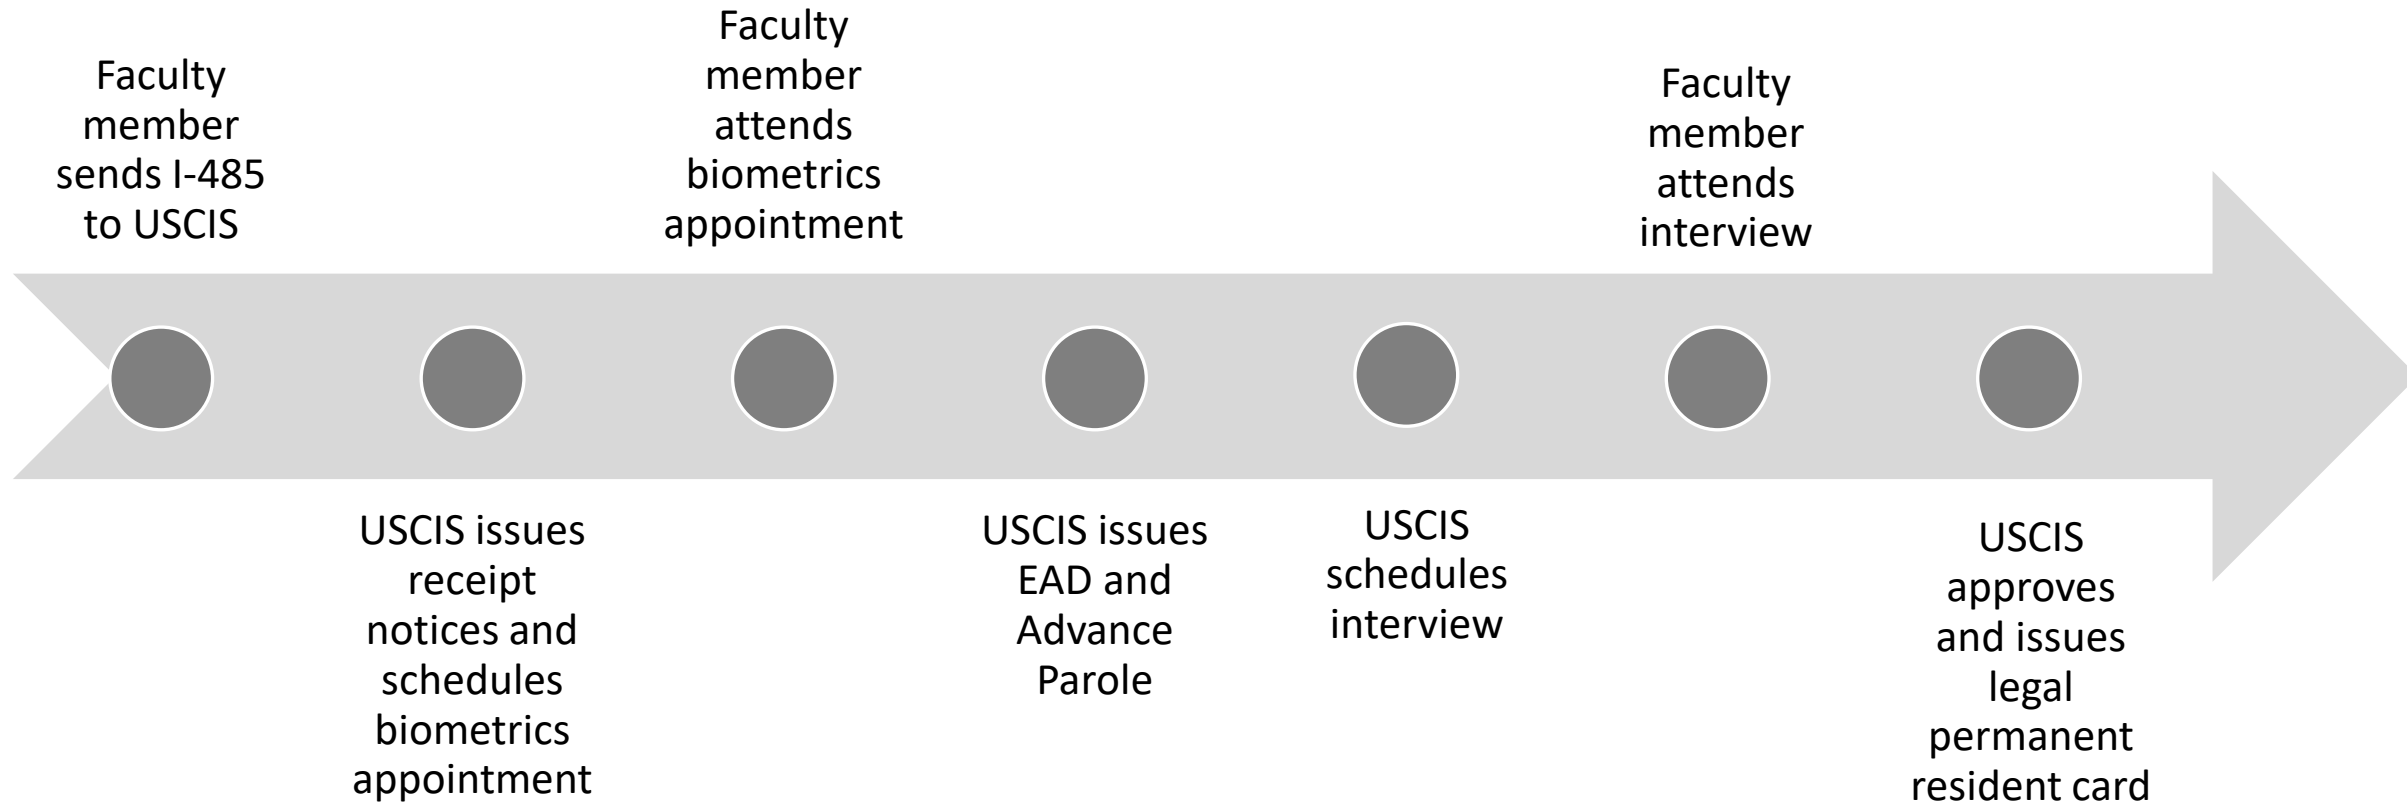 Faculty
member
sends I-485
to USCIS
USCIS issues
receipt
notices and
schedules
biometrics
appointment
Faculty
member
attends
biometrics
appointment
USCIS issues
EAD and
Advance
Parole
USCIS
schedules
interview
Faculty
member
attends
interview
USCIS
approves
and issues
legal
permanent
resident card